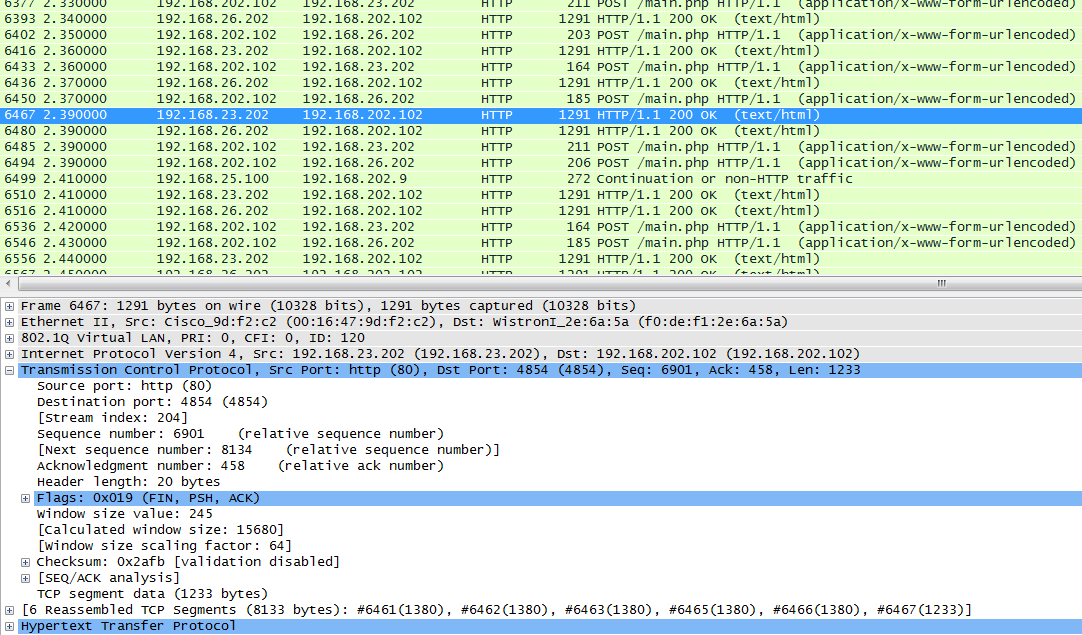 6377 2.330000 192.168.202.102 192.168.23.202 HTTP 211 POST /main.php HTTP/1.1 (application/x-www-form-urlencoded)
6393 2.340000 192.168.26.202 192.168.202.102 HTTP 1291 HTTP/1.1 200 OK (text/html)
6402 2.350000 192.168.202.102 192.168.26.202 HTTP 203 POST /main.php HTTP/1.1 (application/x-www-form-urlencoded)
6416 2.360000 192.168.23.202 192.168.202.102 HTTP 1291 HTTP/1.1 200 OK (text/html)
6433 2.360000 192.168.202.102 192.168.23.202 HTTP 164 POST /main.php HTTP/1.1 (application/x-www-form-urlencoded)
6436 2.370000 192.168.26.202 192.168.202.102 HTTP 1291 HTTP/1.1 200 OK (text/html)
6450 2.370000 192.168.202.102 192.168.26.202 HTTP 185 POST /main.php HTTP/1.1 (application/x-www-form-urlencoded)
6467 2.390000 192.168.23.202 192.168.202.102 HTTP 1291 HTTP/1.1 200 OK (text/html)
6480 2.390000 192.168.26.202 192.168.202.102 HTTP 1291 HTTP/1.1 200 OK (text/html)
6485 2.390000 192.168.202.102 192.168.23.202 HTTP 211 POST /main.php HTTP/1.1 (application/x-www-form-urlencoded)
6494 2.390000 192.168.202.102 192.168.26.202 HTTP 206 POST /main.php HTTP/1.1 (application/x-www-form-urlencoded)
6499 2.410000 192.168.25.100 192.168.202.9 HTTP 272 Continuation or non-HTTP traffic
6510 2.410000 192.168.23.202 192.168.202.102 HTTP 1291 HTTP/1.1 200 OK (text/html)
6516 2.410000 192.168.26.202 192.168.202.102 HTTP 1291 HTTP/1.1 200 OK (text/html)
6536 2.420000 192.168.202.102 192.168.23.202 HTTP 164 POST /main.php HTTP/1.1 (application/x-www-form-urlencoded)
6546 2.430000 192.168.202.102 192.168.26.202 HTTP 185 POST /main.php HTTP/1.1 (application/x-www-form-urlencoded)
6556 2.440000 192.168.23.202 192.168.202.102 HTTP 1291 HTTP/1.1 200 OK (text/html)
6567 2.450000 192.168.26.202 192.168.202.102 HTTP 1291 HTTP/1.1 200 OK (text/html)
Frame 6467: 1291 bytes on wire (10328 bits), 1291 bytes captured (10328 bits)
Ethernet II, Src: Cisco_9d:f2:c2 (00:16:47:9d:f2:c2), Dst: WistronI_2e:6a:5a (f0:de:f1:2e:6a:5a)
802.1Q Virtual LAN, PRI: 0, CFI: 0, ID: 120
Internet Protocol Version 4, Src: 192.168.23.202 (192.168.23.202), Dst: 192.168.202.102 (192.168.202.102)
Transmission Control Protocol, Src Port: http (80), Dst Port: 4854 (4854), Seq: 6901, Ack: 458, Len: 1233
Source port: http (80)
Destination port: 4854 (4854)
[Stream index: 204]
Sequence number: 6901 (relative sequence number)
[Next sequence number: 8134 (relative sequence number)]
Acknowledgment number: 458 (relative ack number)
Header length: 20 bytes
Flags: 0x019 (FIN, PSH, ACK)
Window size value: 245
[Calculated window size: 15680]
[Window size scaling factor: 64]
Checksum: 0x2afb [validation disabled]
[SEQ/ACK analysis]
TCP segment data (1233 bytes)
[6 Reassembled TCP Segments (8133 bytes): #6461(1380), #6462(1380), #6463(1380), #6465(1380), #6466(1380), #6467(1233)]
Hypertext Transfer Protocol